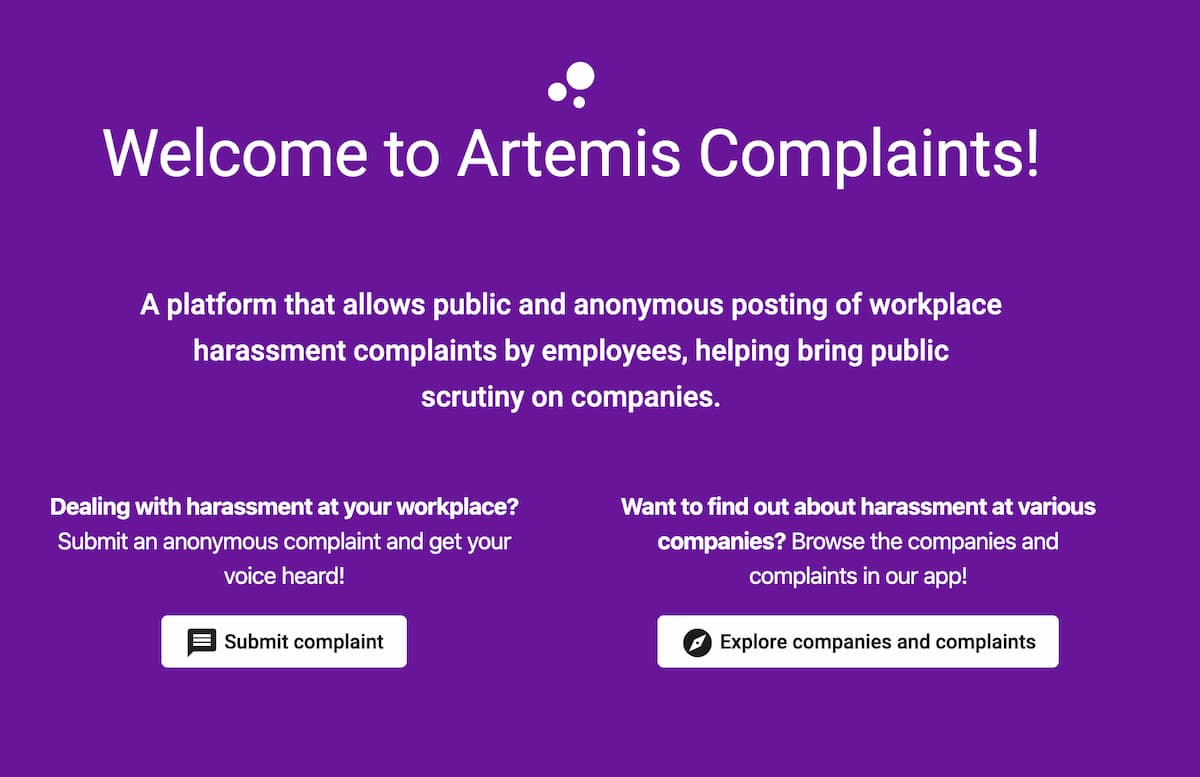 Welcome to Artemis Complaints!
A platform that allows public and anonymous posting of workplace
harassment complaints by employees, helping bring public
scrutiny on companies.
Dealing with harassment at your workplace?
Submit an anonymous complaint and get your
voice heard!
Submit complaint
Want to find out about harassment at various
companies? Browse the companies and
complaints in our app!
Explore companies and complaints